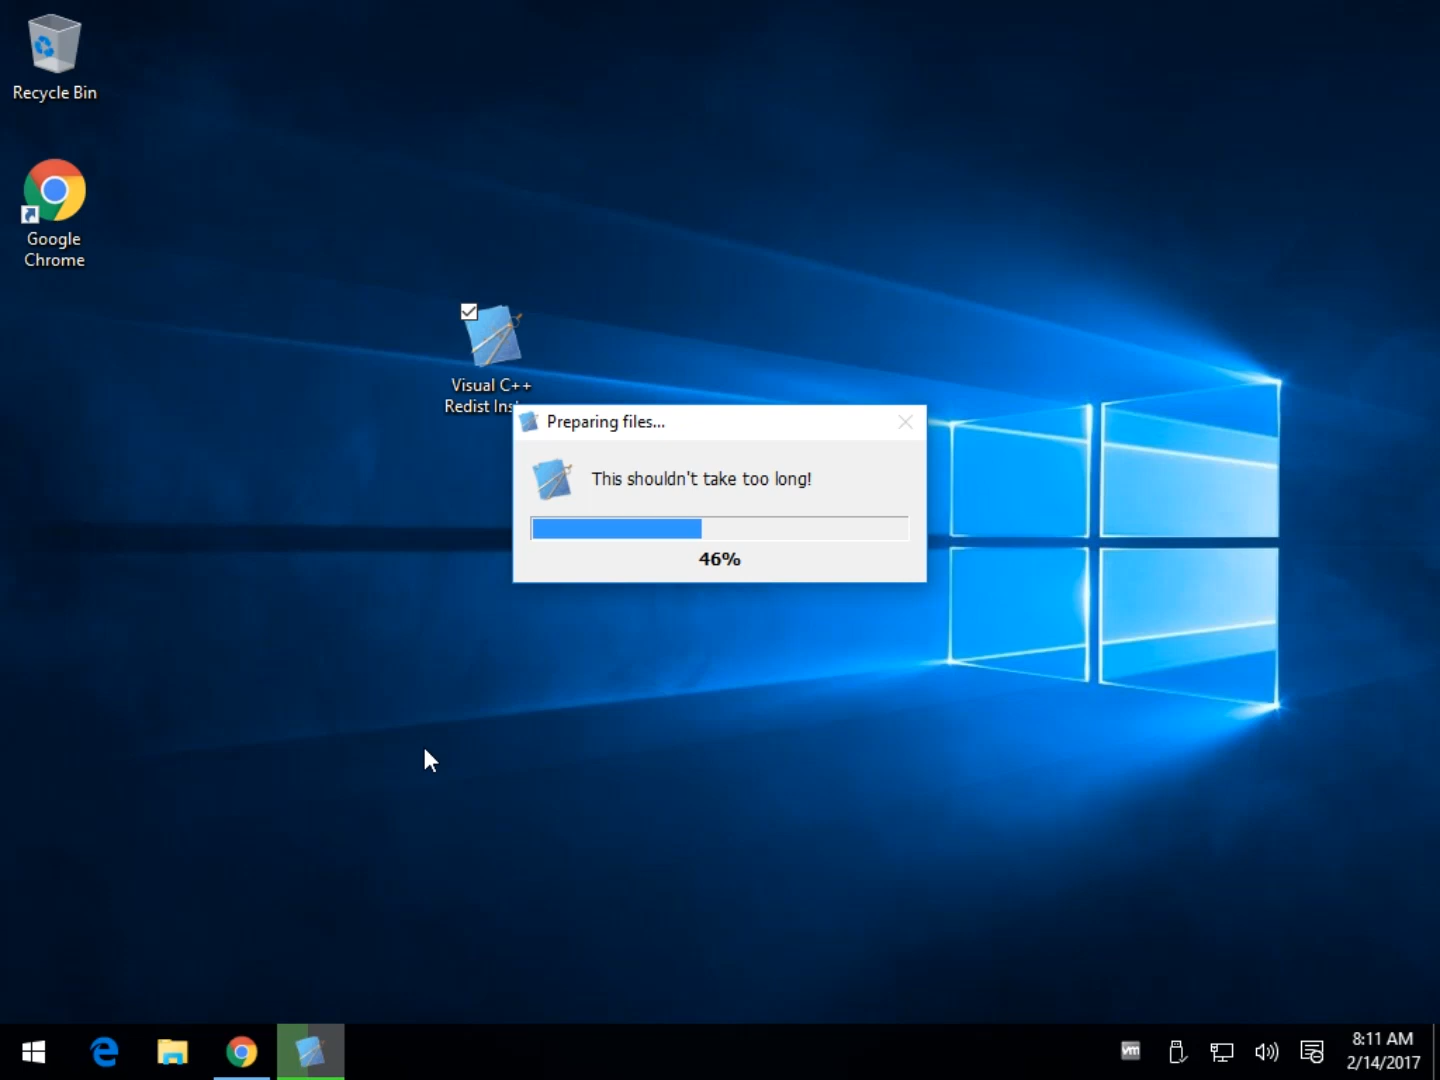 Recycle Bin
Google
Chrome
Visual C++
Redist Ins
Preparing files...
This shouldn't take too long!
46%
vm
8:11 AM
2/14/2017